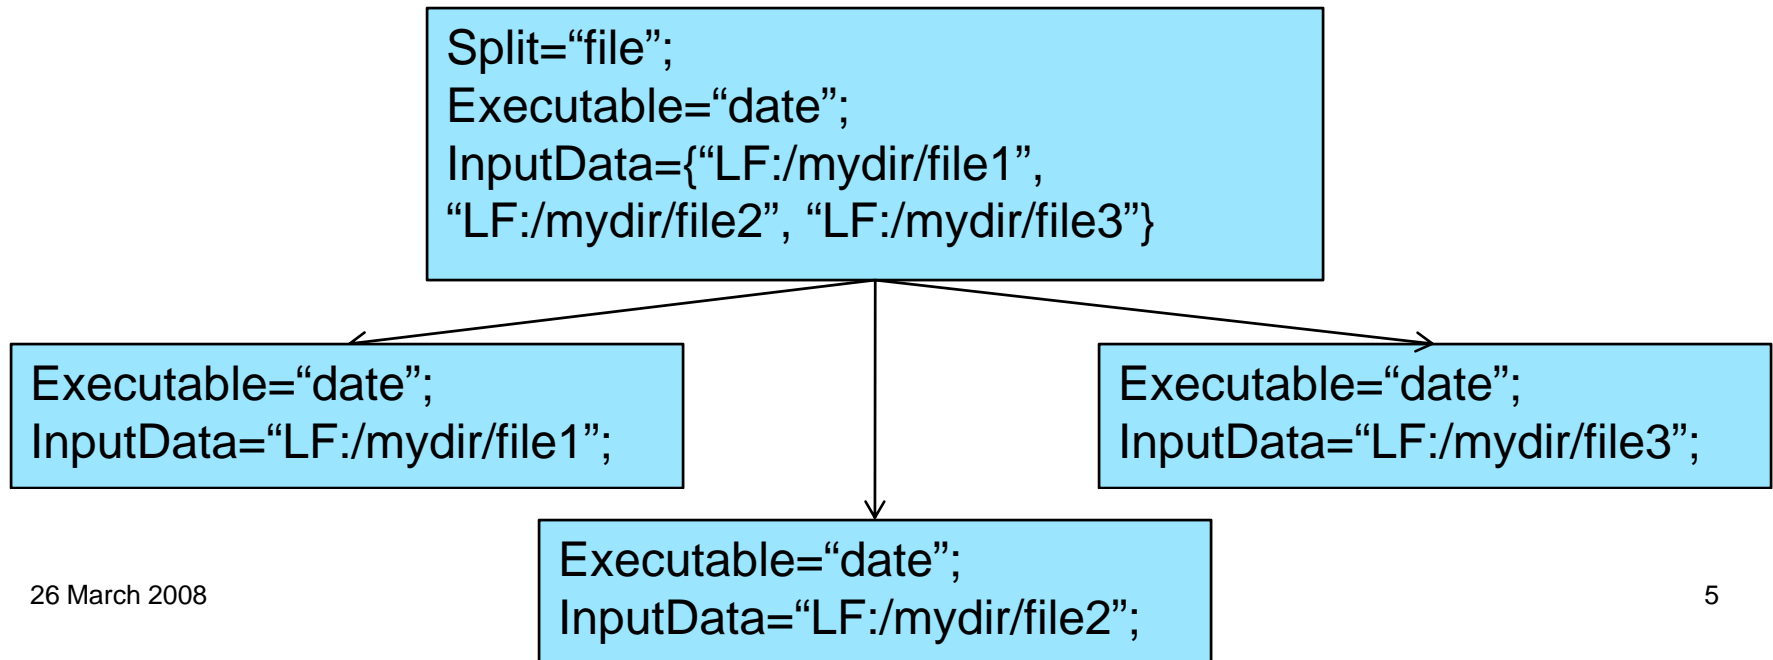 Split=“file”;
Executable=“date”;
InputData={“LF:/mydir/file1”,
“LF:/mydir/file2”, “LF:/mydir/file3”}
Executable=“date”;
InputData=“LF:/mydir/file1”;
Executable=“date”;
InputData=“LF:/mydir/file3”;
Executable=“date”;
InputData=“LF:/mydir/file2”;
26 March 2008
5